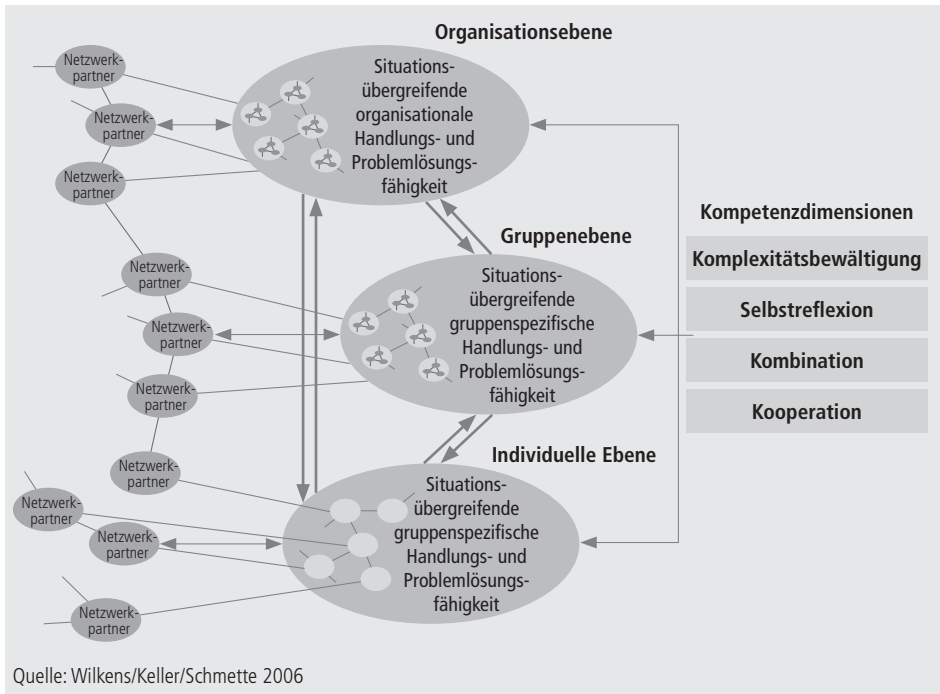 Organisationsebene
Netzwerk-
partner
Netzwerk-
partner
Netzwerk-
partner
Situations-
übergreifende
organisationale
Handlungs- und
Problemlösungs-
fähigkeit
Kompetenzdimensionen
Komplexitätsbewältigung
Selbstreflexion
Kombination
Kooperation
Gruppenebene
Netzwerk-
partner
Netzwerk-
partner
Netzwerk-
partner
Situations-
übergreifende
gruppenspezifische
Handlungs- und
Problemlösungs-
fähigkeit
Individuelle Ebene
Netzwerk-
partner
Netzwerk-
partner
Netzwerk-
partner
Netzwerk-
partner
Situations-
übergreifende
gruppenspezifische
Handlungs- und
Problemlösungs-
fähigkeit
Quelle: Wilkens/Keller/Schmette 2006